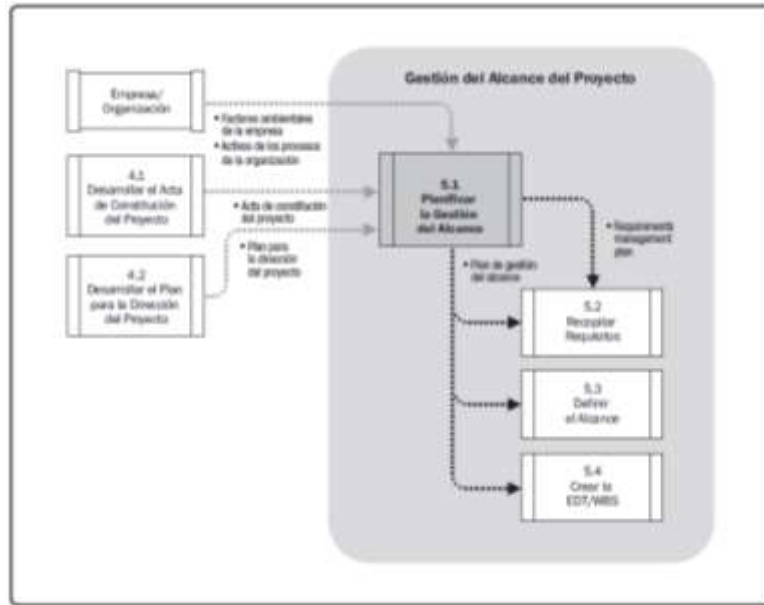 Gestión del Alcance del Proyecto
Empresa/
Organización
• Factores ambientales
de la empresa
• Activos de los procesos
de la organización
4.1
Desarrollar el Acta
de Constitución
del Proyecto
• Acta de constitución
del proyecto
4.2
Desarrollar el Plan
para la Dirección
del Proyecto
• Plan para
la dirección
del proyecto
5.1
Planificar
la Gestión
del Alcance
• Plan de gestión
del alcance
• Requirements
management
plan
5.2
Recopilar
Requisitos
5.3
Definir
el Alcance
5.4
Crear la
EDT/WBS